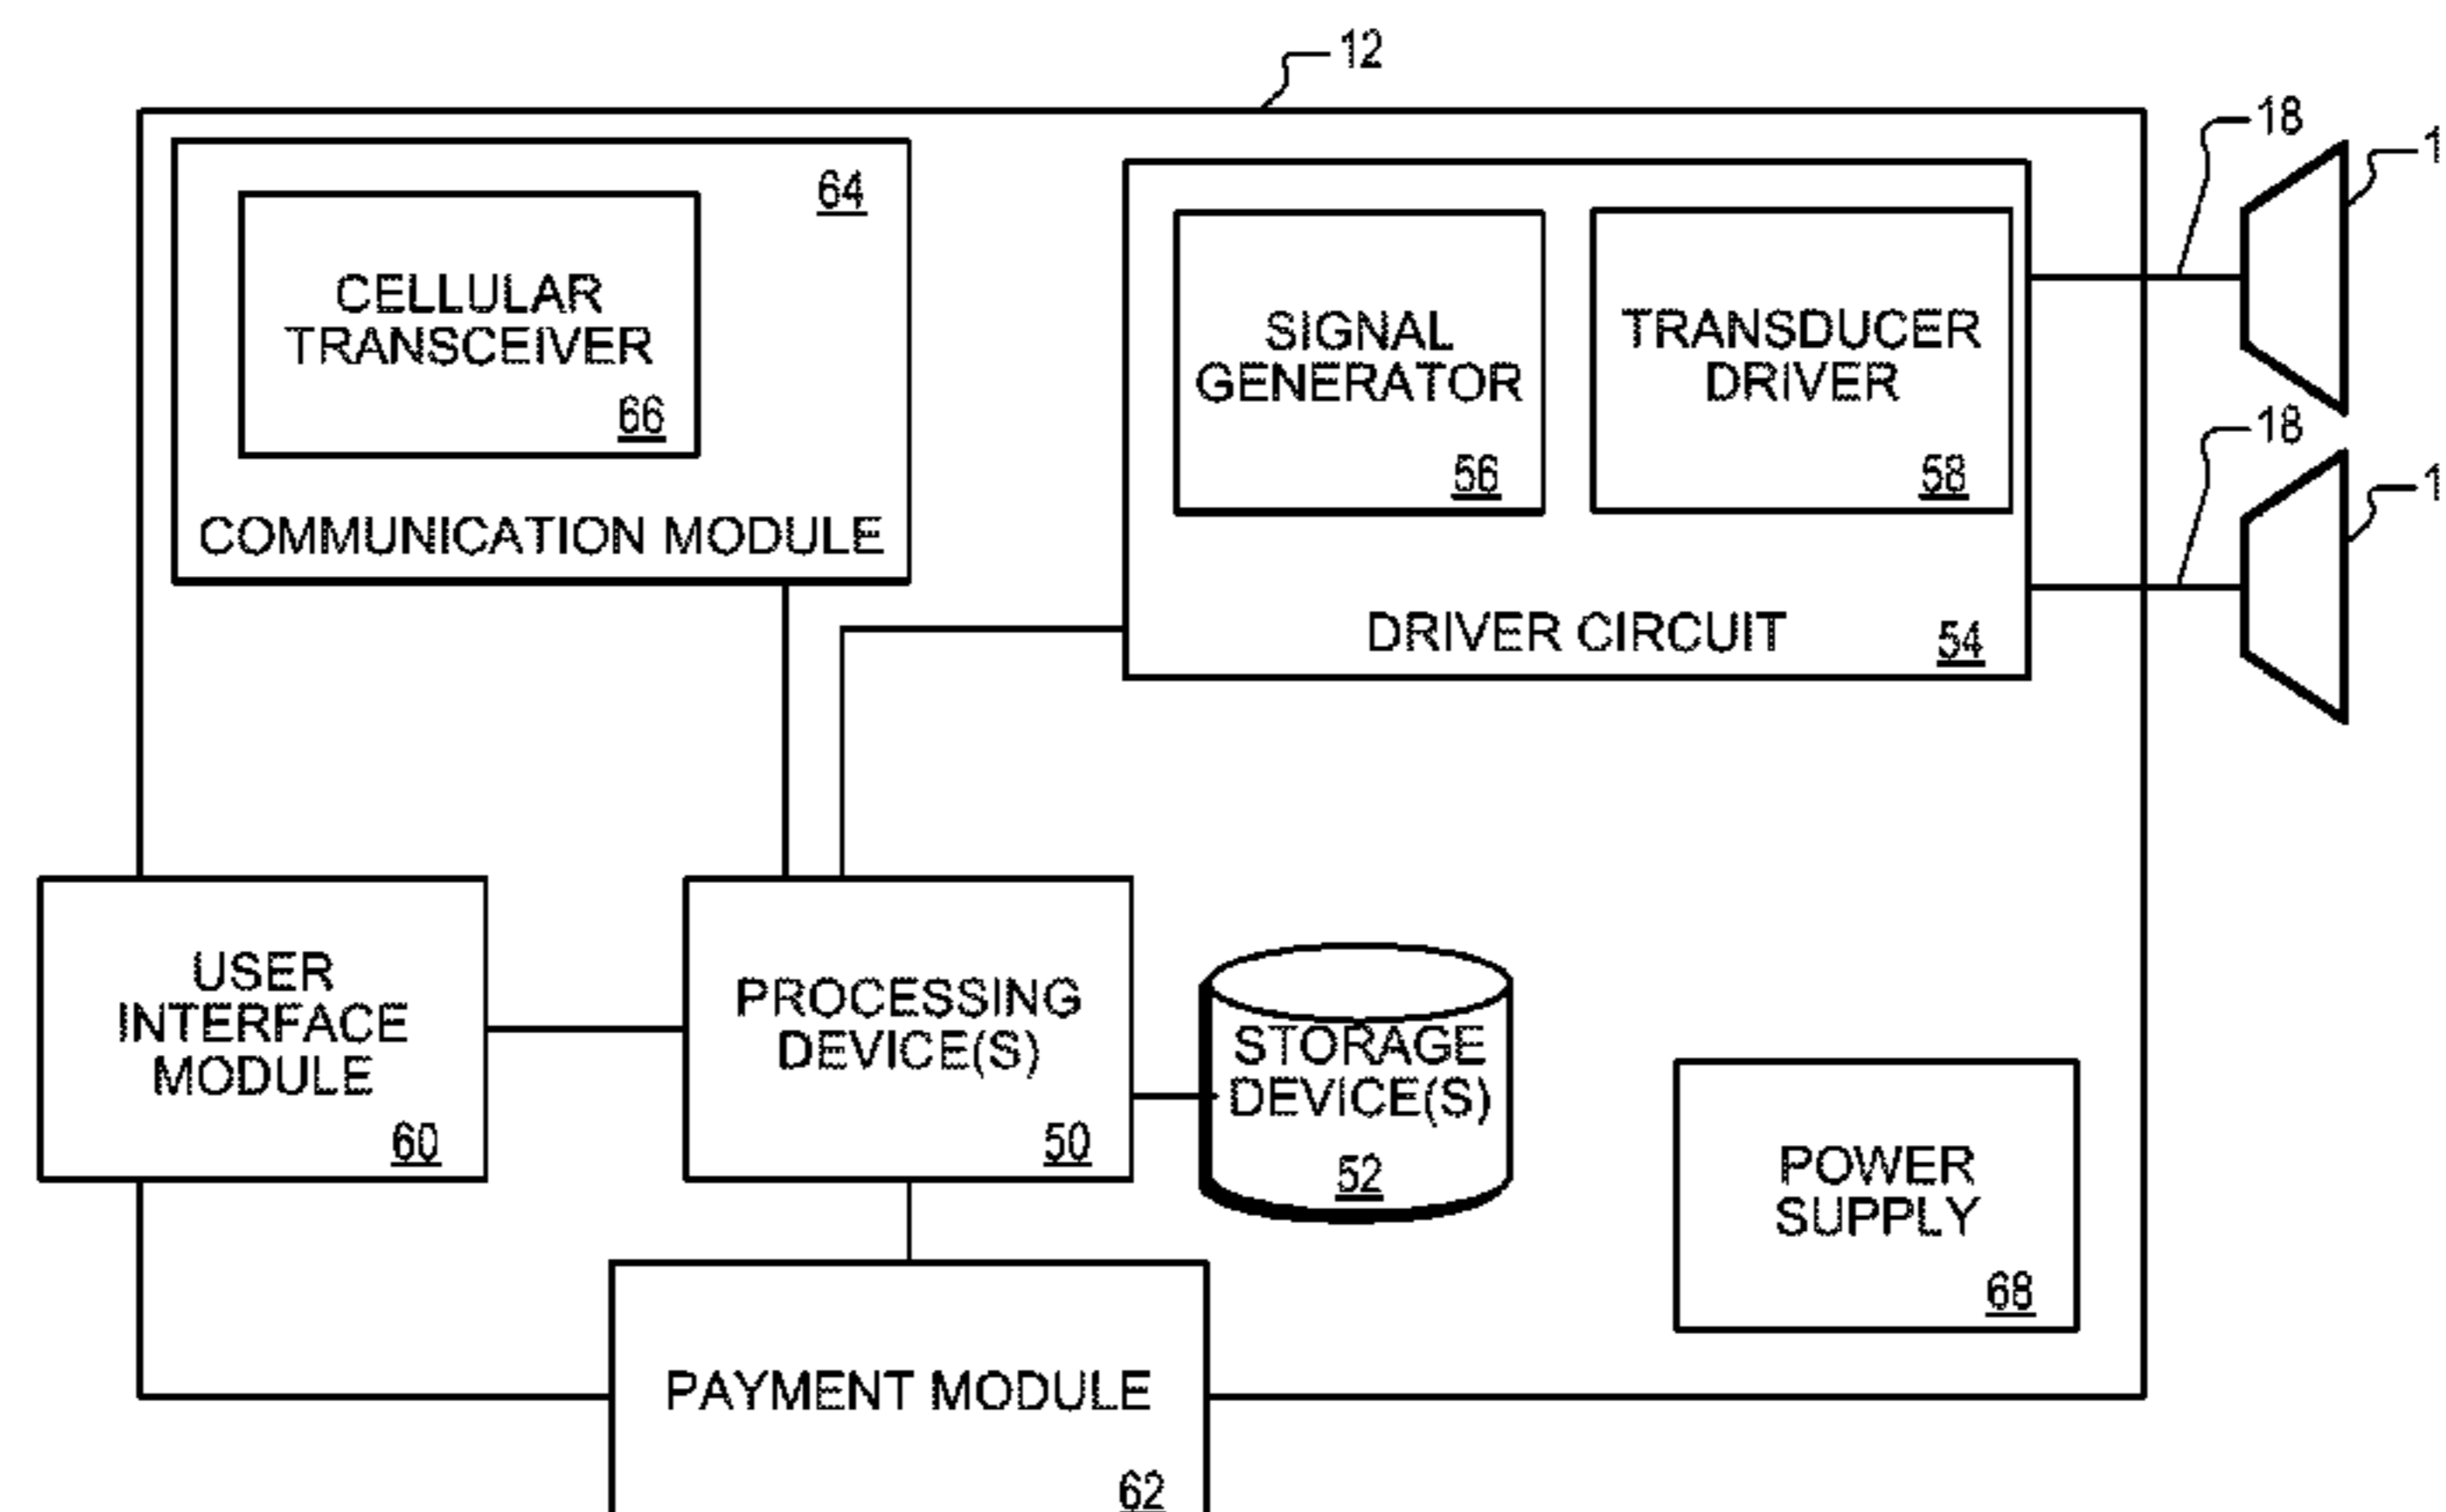 12
18
64
CELLULAR
TRANSCEIVER
66
COMMUNICATION MODULE
SIGNAL
GENERATOR
56
TRANSDUCER
DRIVER
58
18
DRIVER CIRCUIT
54
USER
INTERFACE
MODULE
60
PROCESSING
DEVICE(S)
50
STORAGE
DEVICE(S)
52
POWER
SUPPLY
68
PAYMENT MODULE
62